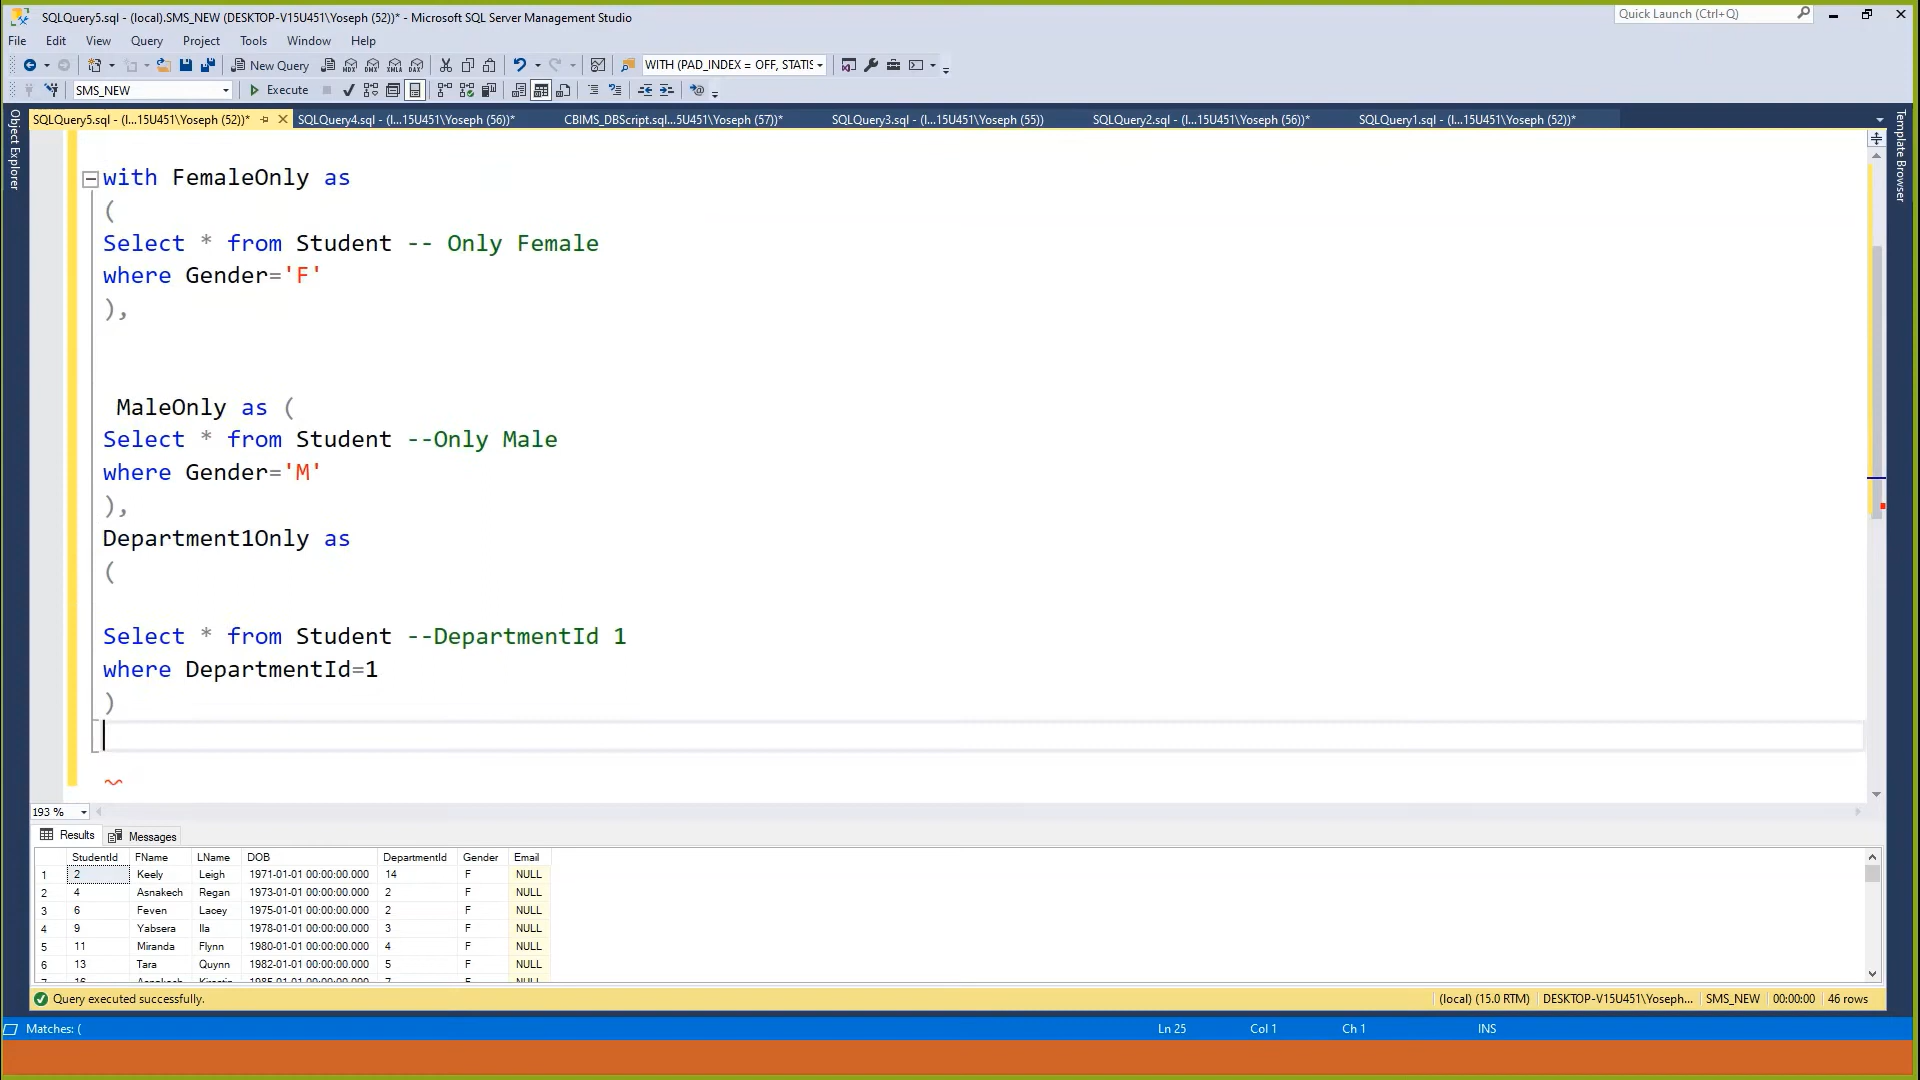 SQLQuery5.sql - (local).SMS_NEW (DESKTOP-V15U451\Yoseph (52))* - Microsoft SQL Server Management Studio
Quick Launch (Ctrl+Q)
File Edit View Query Project Tools Window Help
New Query
WITH (PAD_INDEX = OFF, STATIS
SMS_NEW
Execute
SQLQuery5.sql - (l...15U451\Yoseph (52))*
SQLQuery4.sql - (l...15U451\Yoseph (56))*
CBIMS_DBScript.sql...5U451\Yoseph (57))*
SQLQuery3.sql - (l...15U451\Yoseph (55))
SQLQuery2.sql - (l...15U451\Yoseph (56))*
SQLQuery1.sql - (l...15U451\Yoseph (52))*
Object Explorer
Template Browser
with FemaleOnly as
(
Select * from Student -- Only Female
where Gender='F'
),
MaleOnly as (
Select * from Student --Only Male
where Gender='M'
),
Department1Only as
(
Select * from Student --DepartmentId 1
where DepartmentId=1
)
193 %
Results Messages
StudentId FName LName DOB DepartmentId Gender Email
1 2 Keely Leigh 1971-01-01 00:00:00.000 14 F NULL
2 4 Asnakech Regan 1973-01-01 00:00:00.000 2 F NULL
3 6 Feven Lacey 1975-01-01 00:00:00.000 2 F NULL
4 9 Yabsera Ila 1978-01-01 00:00:00.000 3 F NULL
5 11 Miranda Flynn 1980-01-01 00:00:00.000 4 F NULL
6 13 Tara Quynn 1982-01-01 00:00:00.000 5 F NULL
Query executed successfully.
(local) (15.0 RTM) DESKTOP-V15U451\Yoseph... SMS_NEW 00:00:00 46 rows
Matches: (
Ln 25 Col 1 Ch 1 INS